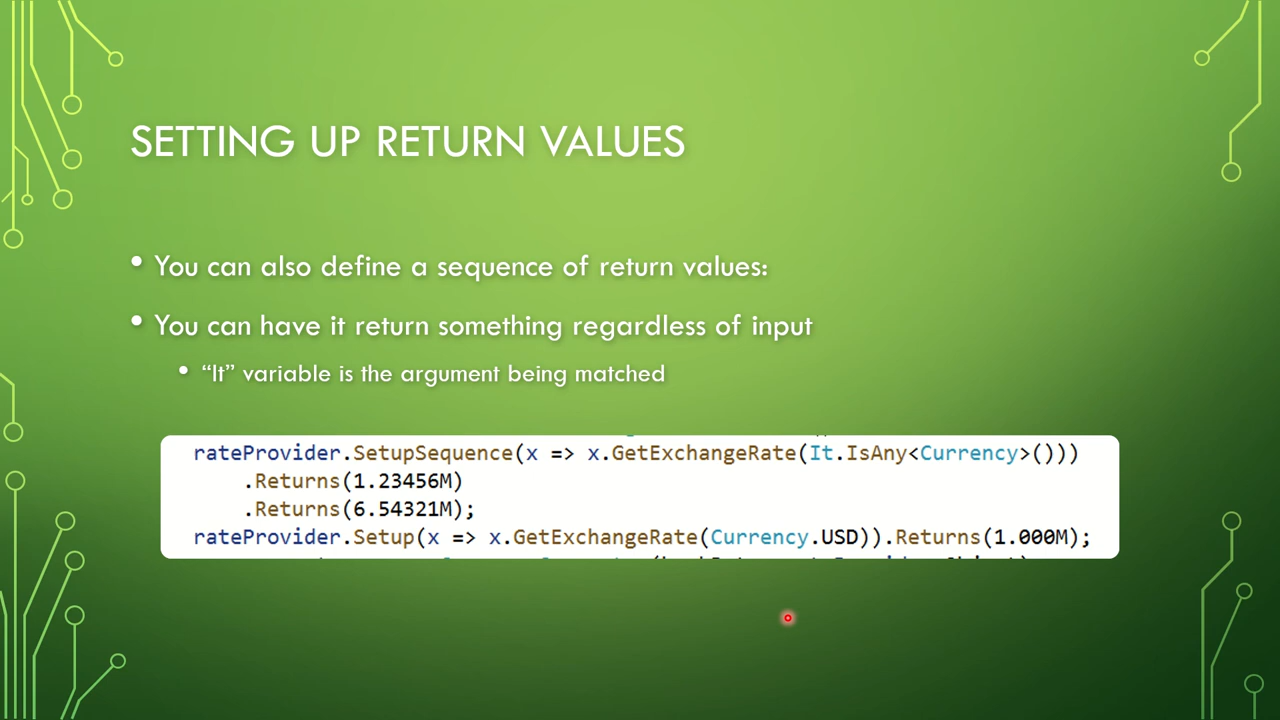 SETTING UP RETURN VALUES
• You can also define a sequence of return values:
• You can have it return something regardless of input
• “It” variable is the argument being matched
rateProvider.SetupSequence(x => x.GetExchangeRate(It.IsAny<Currency>()))
.Returns(1.23456M)
.Returns(6.54321M);
rateProvider.Setup(x => x.GetExchangeRate(Currency.USD)).Returns(1.000M);